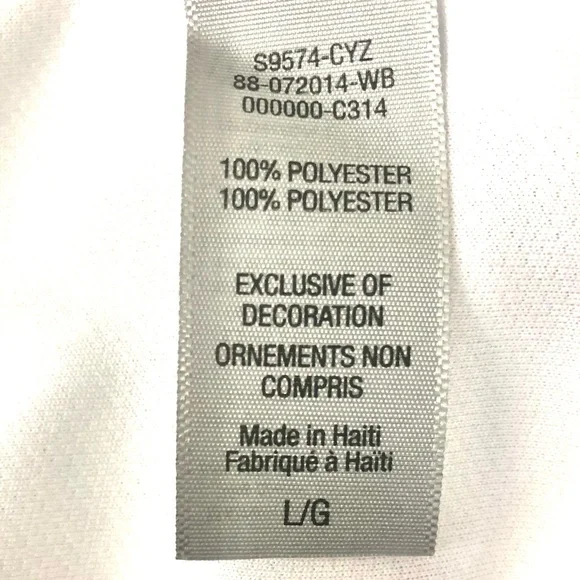 S9574-CYZ
88-072014-WB
000000-C314
100% POLYESTER
100% POLYESTER
EXCLUSIVE OF
DECORATION
ORNEMENTS NON
COMPRIS
Made in Haiti
Fabriqué à Haïti
L/G